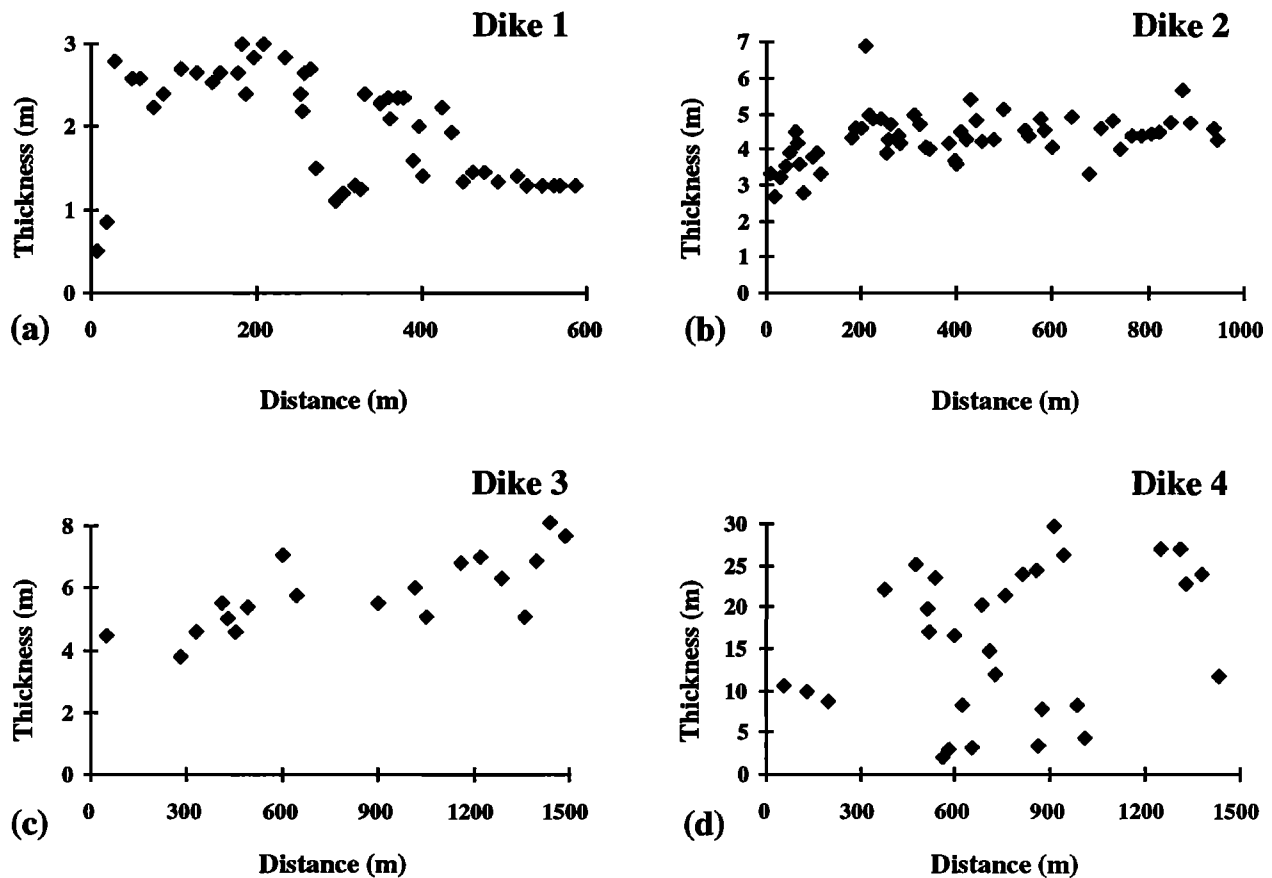 Dike 1
Thickness (m)
3
2
1
0
0 200 400 600
(a)
Distance (m)
Dike 2
Thickness (m)
7
6
5
4
3
2
1
0
0 200 400 600 800 1000
(b)
Distance (m)
Dike 3
Thickness (m)
8
6
4
2
0
0 300 600 900 1200 1500
(c)
Distance (m)
Dike 4
Thickness (m)
30
25
20
15
10
5
0
0 300 600 900 1200 1500
(d)
Distance (m)